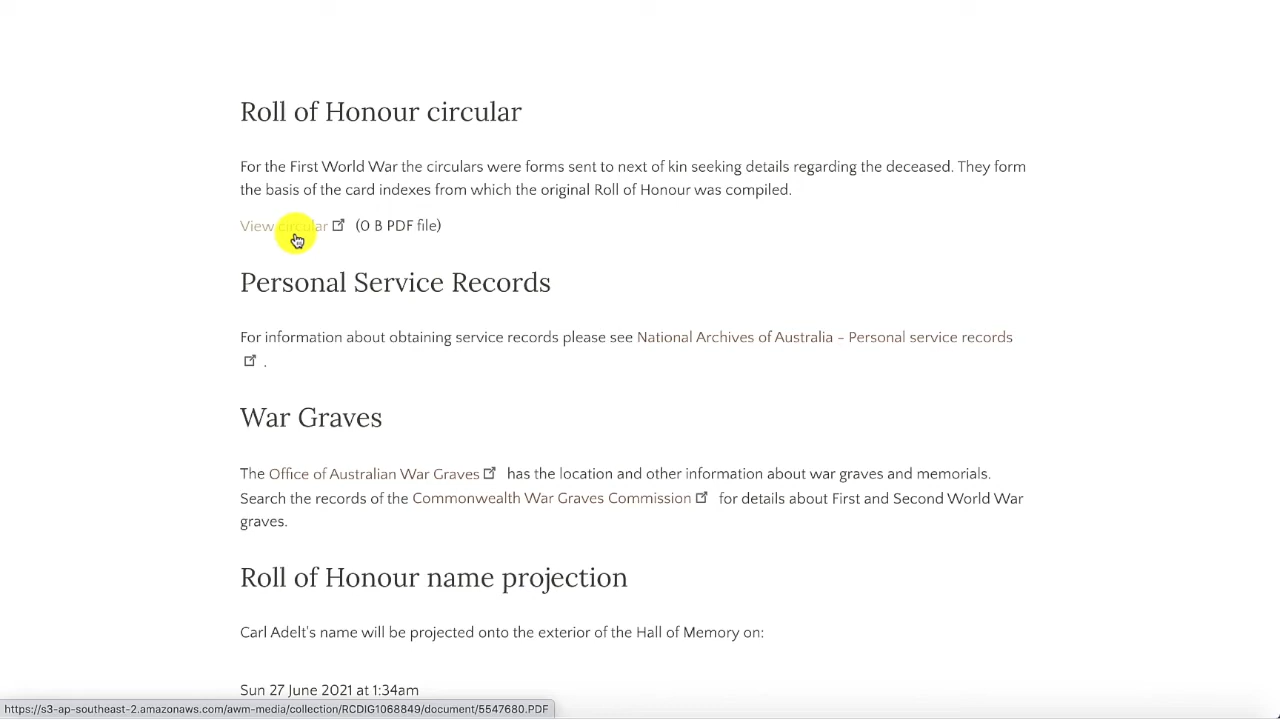 Roll of Honour circular
For the First World War the circulars were forms sent to next of kin seeking details regarding the deceased. They form
the basis of the card indexes from which the original Roll of Honour was compiled.
View circular (0 B PDF file)
Personal Service Records
For information about obtaining service records please see National Archives of Australia - Personal service records
.
War Graves
The Office of Australian War Graves has the location and other information about war graves and memorials.
Search the records of the Commonwealth War Graves Commission for details about First and Second World War
graves.
Roll of Honour name projection
Carl Adelt's name will be projected onto the exterior of the Hall of Memory on:
Sun 27 June 2021 at 1:34am
https://s3-ap-southeast-2.amazonaws.com/awm-media/collection/RCDIG1068849/document/5547680.PDF